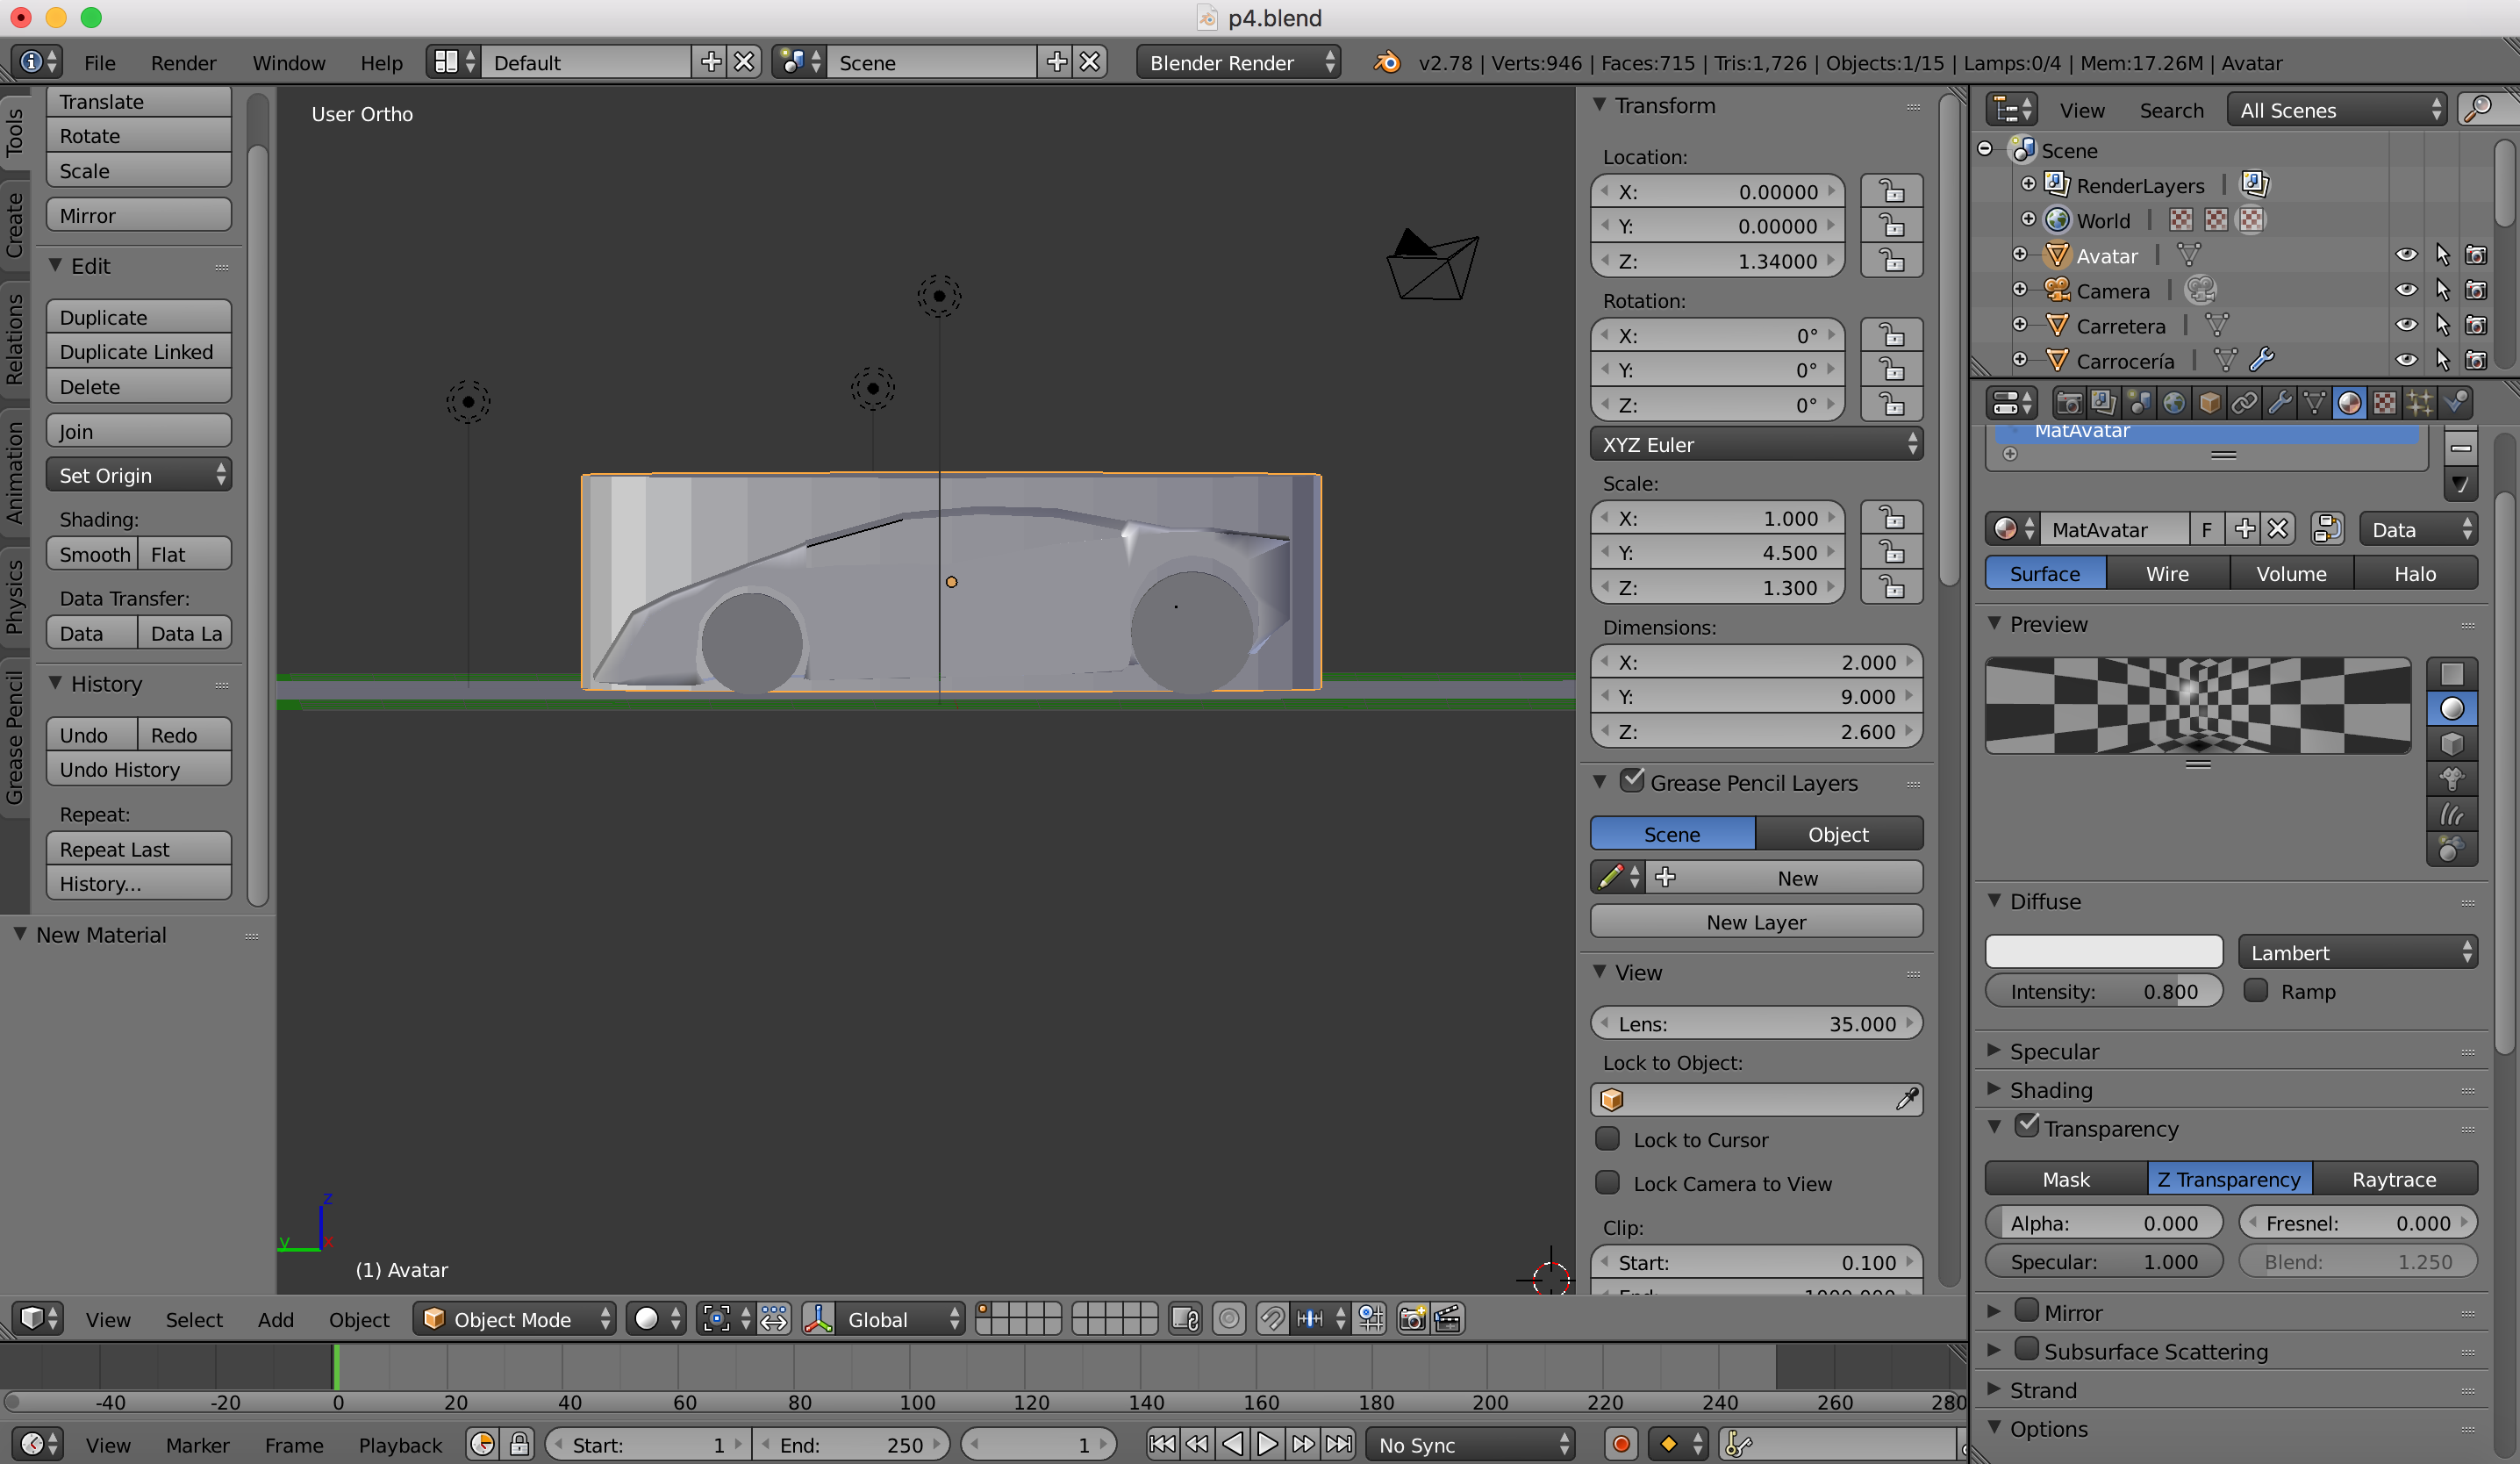 p4.blend
File Render Window Help Default Scene Blender Render v2.78 | Verts:946 | Faces:715 | Tris:1,726 | Objects:1/15 | Lamps:0/4 | Mem:17.26M | Avatar
Tools
Create
Relations
Animation
Physics
Grease Pencil
Translate
Rotate
Scale
Mirror
Edit
Duplicate
Duplicate Linked
Delete
Join
Set Origin
Shading:
Smooth Flat
Data Transfer:
Data Data La
History
Undo Redo
Undo History
Repeat:
Repeat Last
History...
New Material
User Ortho
z
y x
(1) Avatar
Transform
Location:
X: 0.00000
Y: 0.00000
Z: 1.34000
Rotation:
X: 0°
Y: 0°
Z: 0°
XYZ Euler
Scale:
X: 1.000
Y: 4.500
Z: 1.300
Dimensions:
X: 2.000
Y: 9.000
Z: 2.600
Grease Pencil Layers
Scene Object
New
New Layer
View
Lens: 35.000
Lock to Object:
Lock to Cursor
Lock Camera to View
Clip:
Start: 0.100
View Search All Scenes
Scene
RenderLayers |
World |
Avatar |
Camera |
Carretera |
Carrocería |
MatAvatar
MatAvatar F Data
Surface Wire Volume Halo
Preview
Diffuse
Lambert
Intensity: 0.800 Ramp
Specular
Shading
Transparency
Mask Z Transparency Raytrace
Alpha: 0.000 Fresnel: 0.000
Specular: 1.000 Blend: 1.250
Mirror
Subsurface Scattering
Strand
Options
View Select Add Object Object Mode Global
-40 -20 0 20 40 60 80 100 120 140 160 180 200 220 240 260 280
View Marker Frame Playback Start: 1 End: 250 1 No Sync